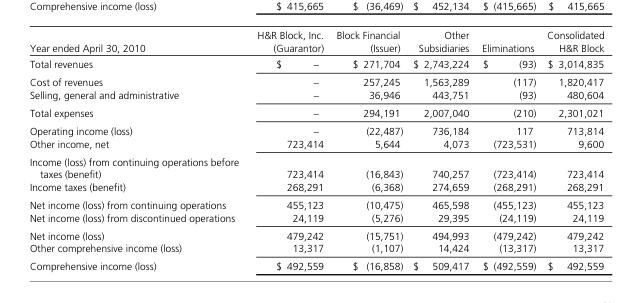 Comprehensive income (loss) $ 415,665 $ (36,469) $ 452,134 $ (415,665) $ 415,665
H&R Block, Inc. Block Financial Other Consolidated
Year ended April 30, 2010 (Guarantor) (Issuer) Subsidiaries Eliminations H&R Block
Total revenues $ – $ 271,704 $ 2,743,224 $ (93) $ 3,014,835
Cost of revenues – 257,245 1,563,289 (117) 1,820,417
Selling, general and administrative – 36,946 443,751 (93) 480,604
Total expenses – 294,191 2,007,040 (210) 2,301,021
Operating income (loss) – (22,487) 736,184 117 713,814
Other income, net 723,414 5,644 4,073 (723,531) 9,600
Income (loss) from continuing operations before
taxes (benefit) 723,414 (16,843) 740,257 (723,414) 723,414
Income taxes (benefit) 268,291 (6,368) 274,659 (268,291) 268,291
Net income (loss) from continuing operations 455,123 (10,475) 465,598 (455,123) 455,123
Net income (loss) from discontinued operations 24,119 (5,276) 29,395 (24,119) 24,119
Net income (loss) 479,242 (15,751) 494,993 (479,242) 479,242
Other comprehensive income (loss) 13,317 (1,107) 14,424 (13,317) 13,317
Comprehensive income (loss) $ 492,559 $ (16,858) $ 509,417 $ (492,559) $ 492,559